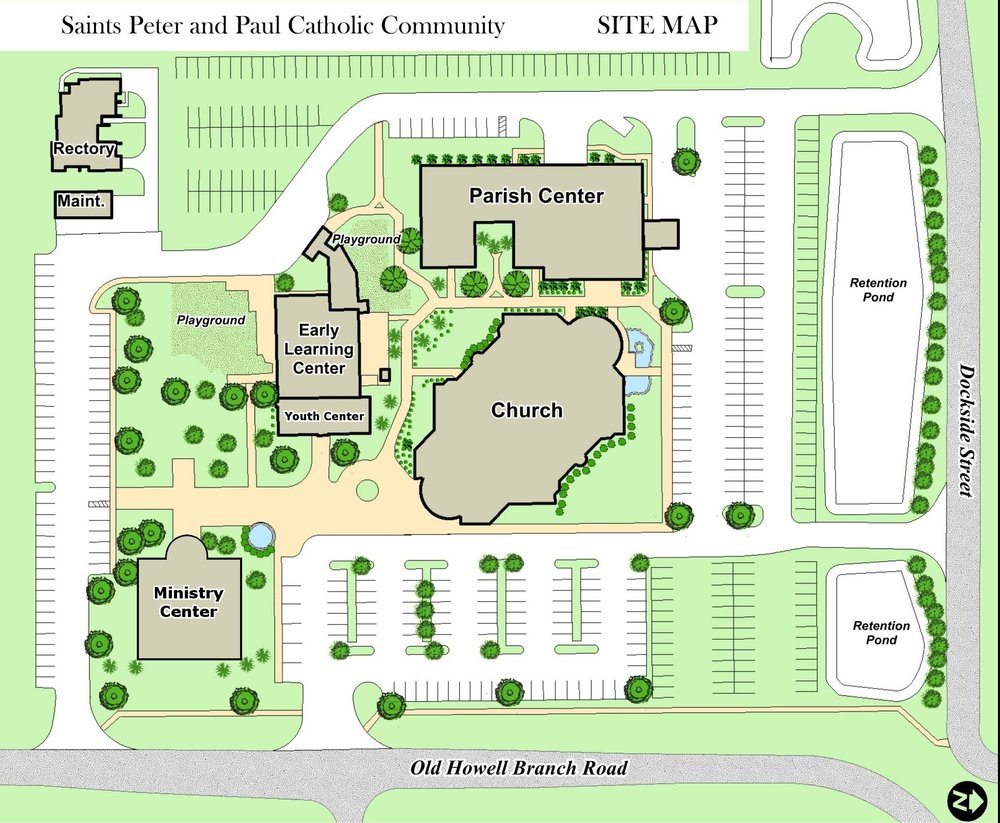 Saints Peter and Paul Catholic Community SITE MAP
Rectory
Maint.
Parish Center
Playground
Playground
Early
Learning
Center
Youth Center
Church
Retention
Pond
Dockside Street
Ministry
Center
Retention
Pond
Old Howell Branch Road
N